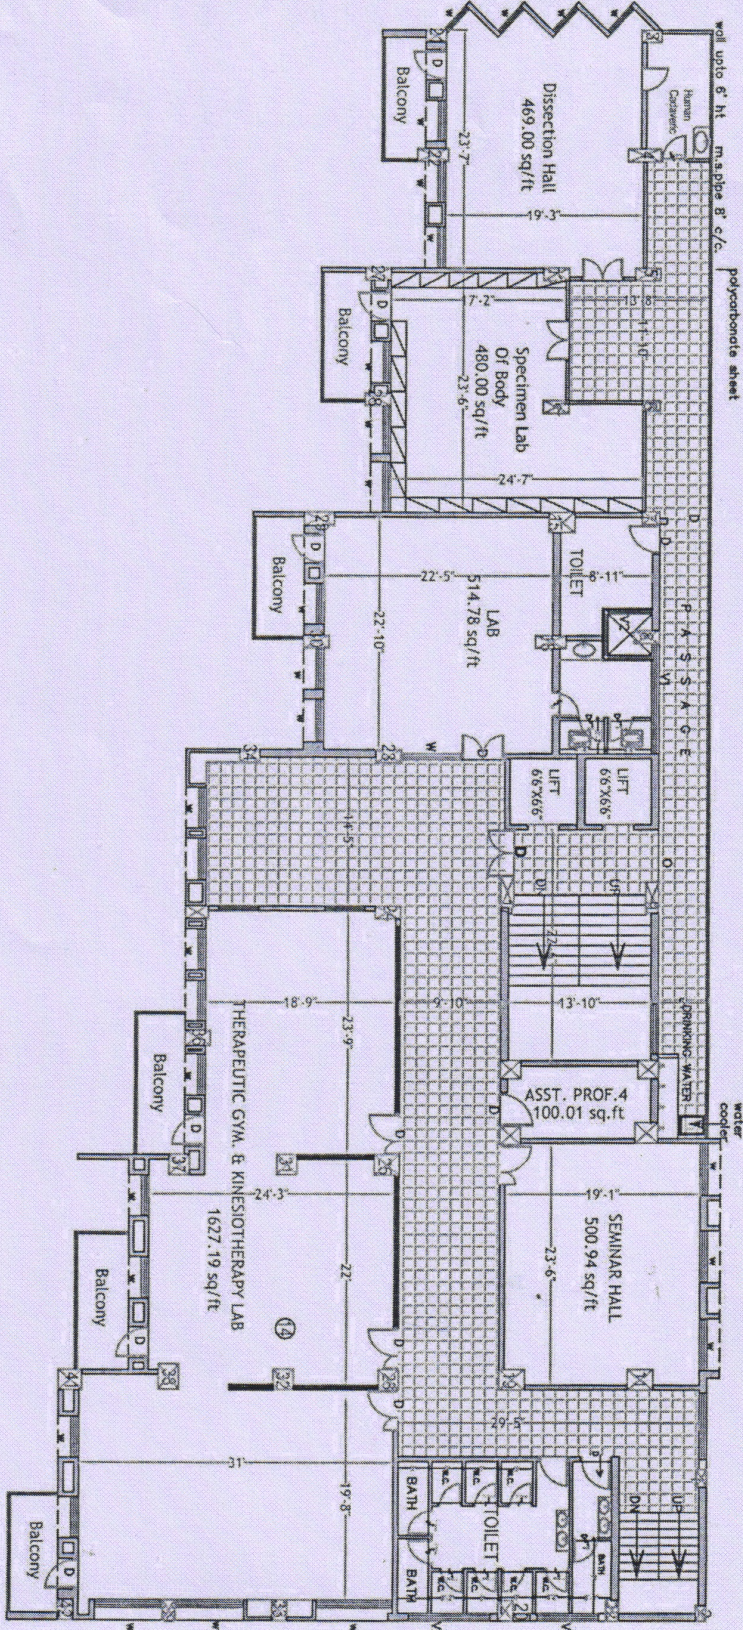 wall upto 6' ht
m.s.pipe 8' c/c.
polycarbonate sheet
Human
Cadaveric
Balcony
D
Dissection Hall
469.00 sq/ft
23'-7"
19'-3"
Balcony
D
17'-2"
13'-8"
11'-10"
Specimen Lab
Of Body
480.00 sq/ft
23'-6"
24'-7"
Balcony
D
22'-5"
LAB
514.78 sq/ft
22'-10"
TOILET
8'-11"
PASSAGE
LIFT
6'6"X6'6"
LIFT
6'6"X6'6"
14'-5"
D
DN
UP
18'-9"
23'-9"
9'-10"
13'-10"
DRINKING WATER
water
cooler
ASST. PROF.4
100.01 sq.ft
D
Balcony
D
THERAPEUTIC GYM. & KINESIOTHERAPY LAB
1627.19 sq/ft
24'-3"
22'
14
19'-1"
SEMINAR HALL
500.94 sq/ft
23'-6"
Balcony
D
29'-5"
31'
19'-8"
BATH
BATH
TOILET
W.C.
W.C.
W.C.
W.C.
W.C.
W.C.
W.C.
BATH
DN
UP
Balcony
D